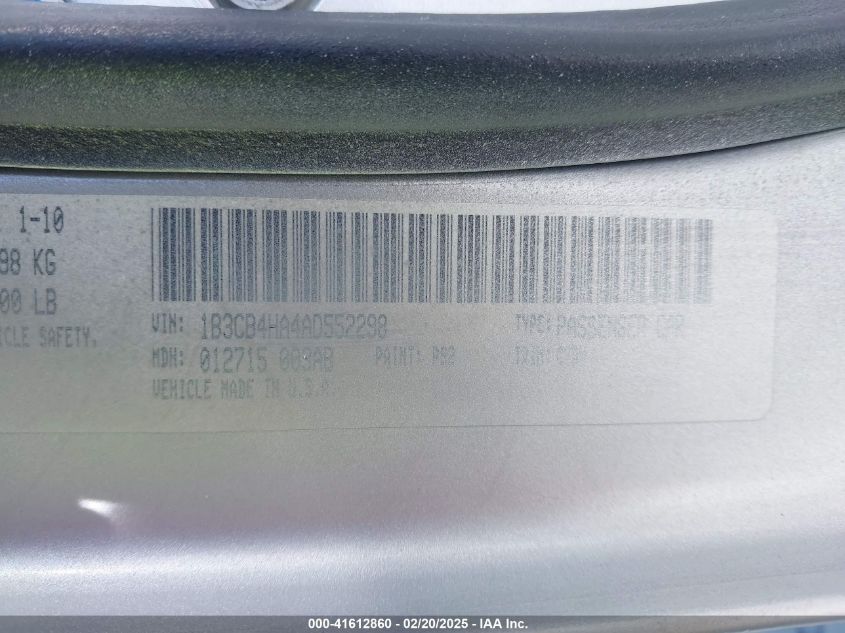 1-10
98 KG
00 LB
ICLE SAFETY.
VIN: 1B3CB4HA4AD552298 TYPE: PASSENGER CAR
MDH: 012715 003AB PAINT: PS2 TRIM:
VEHICLE MADE IN U.S.A.
000-41612860 - 02/20/2025 - IAA Inc.